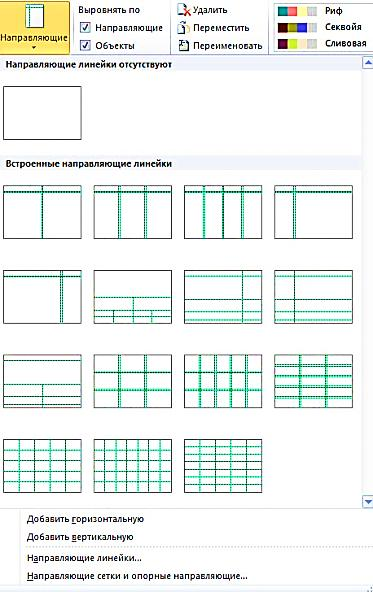 Направляющие
Выровнять по
Направляющие
Объекты
Удалить
Переместить
Переименовать
Риф
Секвойя
Сливовая
Направляющие линейки отсутствуют
Встроенные направляющие линейки
Добавить горизонтальную
Добавить вертикальную
Направляющие линейки...
Направляющие сетки и опорные направляющие...